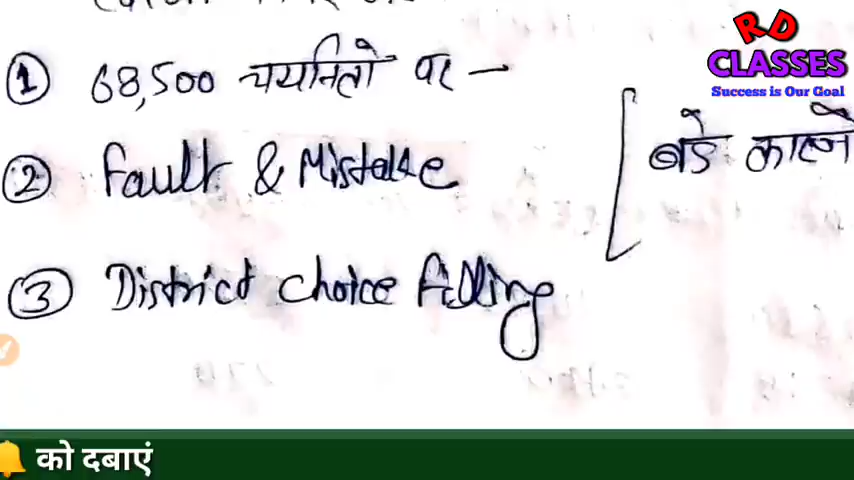 RD
CLASSES
Success is Our Goal
① 68,500 चयनितो पर —
② Fault & Mistake
③ District choice filling
बडे
को दबाएं